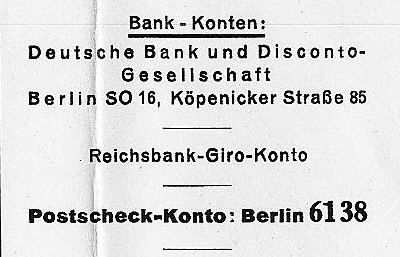 Bank-Konten:
Deutsche Bank und Disconto-
Gesellschaft
Berlin SO 16, Köpenicker Straße 85
Reichsbank-Giro-Konto
Postscheck-Konto: Berlin 6138